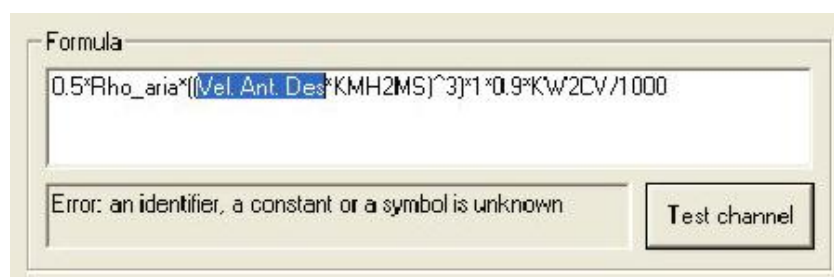 Formula
0.5*Rho_aria*((Vel. Ant. Des*KMH2MS)^3)*1*0.9*KW2CV/1000
Error: an identifier, a constant or a symbol is unknown
Test channel